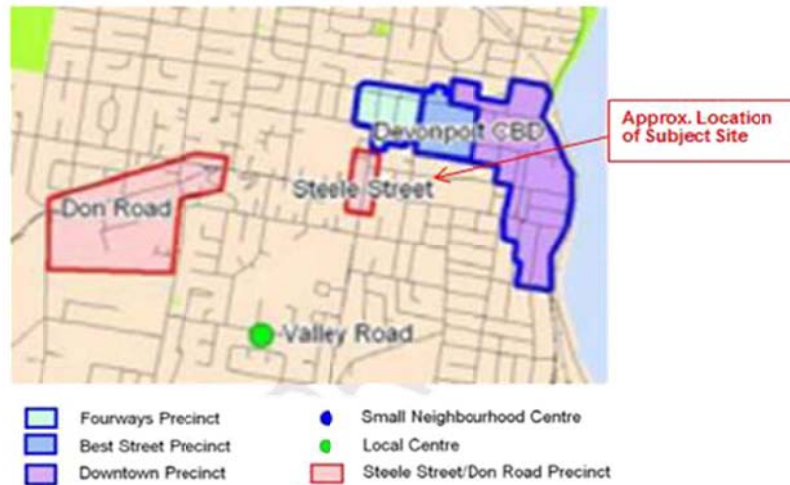 Devonpolt CBD
Approx. Location
of Subject Site
Steele Street
Don Road
Valley Road
Fourways Precinct
Small Neighbourhood Centre
Best Street Precinct
Local Centre
Downtown Precinct
Steele Street/Don Road Precinct